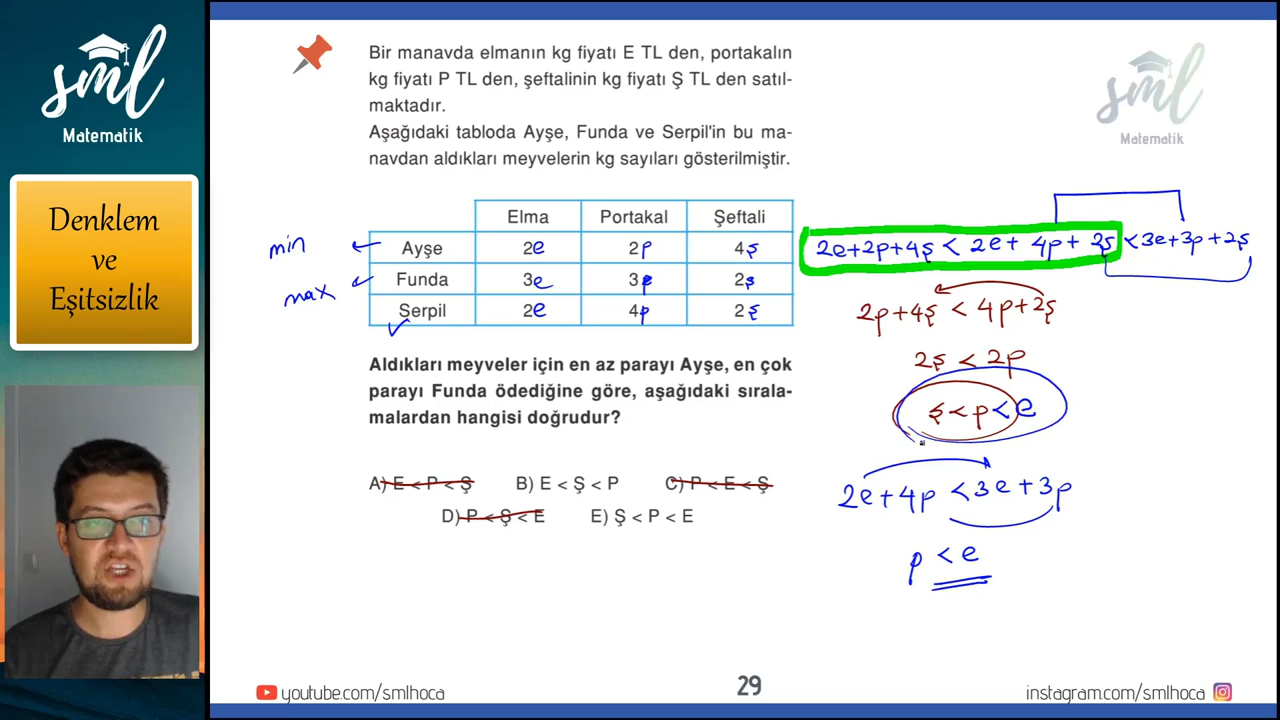 sml
Matematik
Denklem
ve
Eşitsizlik
Bir manavda elmanın kg fiyatı E TL den, portakalın
kg fiyatı P TL den, şeftalinin kg fiyatı Ş TL den satıl-
maktadır.
Aşağıdaki tabloda Ayşe, Funda ve Serpil'in bu ma-
navdan aldıkları meyvelerin kg sayıları gösterilmiştir.
Elma Portakal Şeftali
min Ayşe 2e 2p 4ş
max Funda 3e 3p 2ş
Serpil 2e 4p 2ş
Aldıkları meyveler için en az parayı Ayşe, en çok
parayı Funda ödediğine göre, aşağıdaki sırala-
malardan hangisi doğrudur?
A) E < P < Ş B) E < Ş < P C) P < E < Ş
D) P < Ş < E E) Ş < P < E
sml
2e+2p+4ş < 2e+ 4p+ 2ş < 3e+3p+2ş
2p+4ş < 4p+2ş
2ş < 2p
ş < p < e
2e+4p < 3e+3p
p < e
youtube.com/smlhoca
29
instagram.com/smlhoca